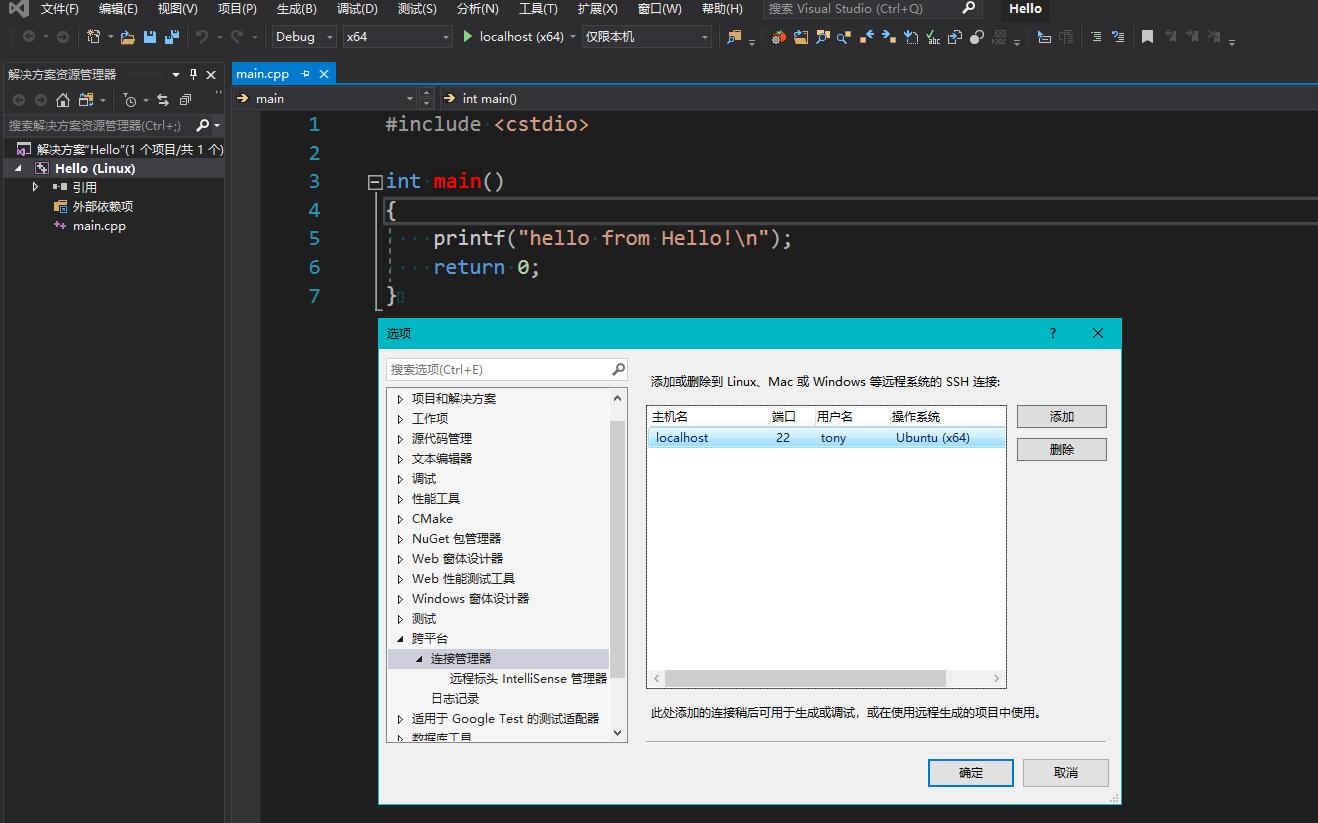 文件(F) 编辑(E) 视图(V) 项目(P) 生成(B) 调试(D) 测试(S) 分析(N) 工具(T) 扩展(X) 窗口(W) 帮助(H) 搜索 Visual Studio (Ctrl+Q) Hello
Debug x64 localhost (x64) 仅限本机
解决方案资源管理器
搜索解决方案资源管理器(Ctrl+;)
解决方案"Hello"(1 个项目/共 1 个)
Hello (Linux)
引用
外部依赖项
main.cpp
main.cpp
main int main()
1 #include <cstdio>
2
3 int main()
4 {
5 printf("hello from Hello!\n");
6 return 0;
7 }
选项 ?
搜索选项(Ctrl+E)
项目和解决方案
工作项
源代码管理
文本编辑器
调试
性能工具
CMake
NuGet 包管理器
Web 窗体设计器
Web 性能测试工具
Windows 窗体设计器
测试
跨平台
连接管理器
远程标头 IntelliSense 管理器
日志记录
适用于 Google Test 的测试适配器
数据库工具
添加或删除到 Linux、Mac 或 Windows 等远程系统的 SSH 连接:
主机名 端口 用户名 操作系统
localhost 22 tony Ubuntu (x64)
添加
删除
此处添加的连接稍后可用于生成或调试，或在使用远程生成的项目中使用。
确定 取消